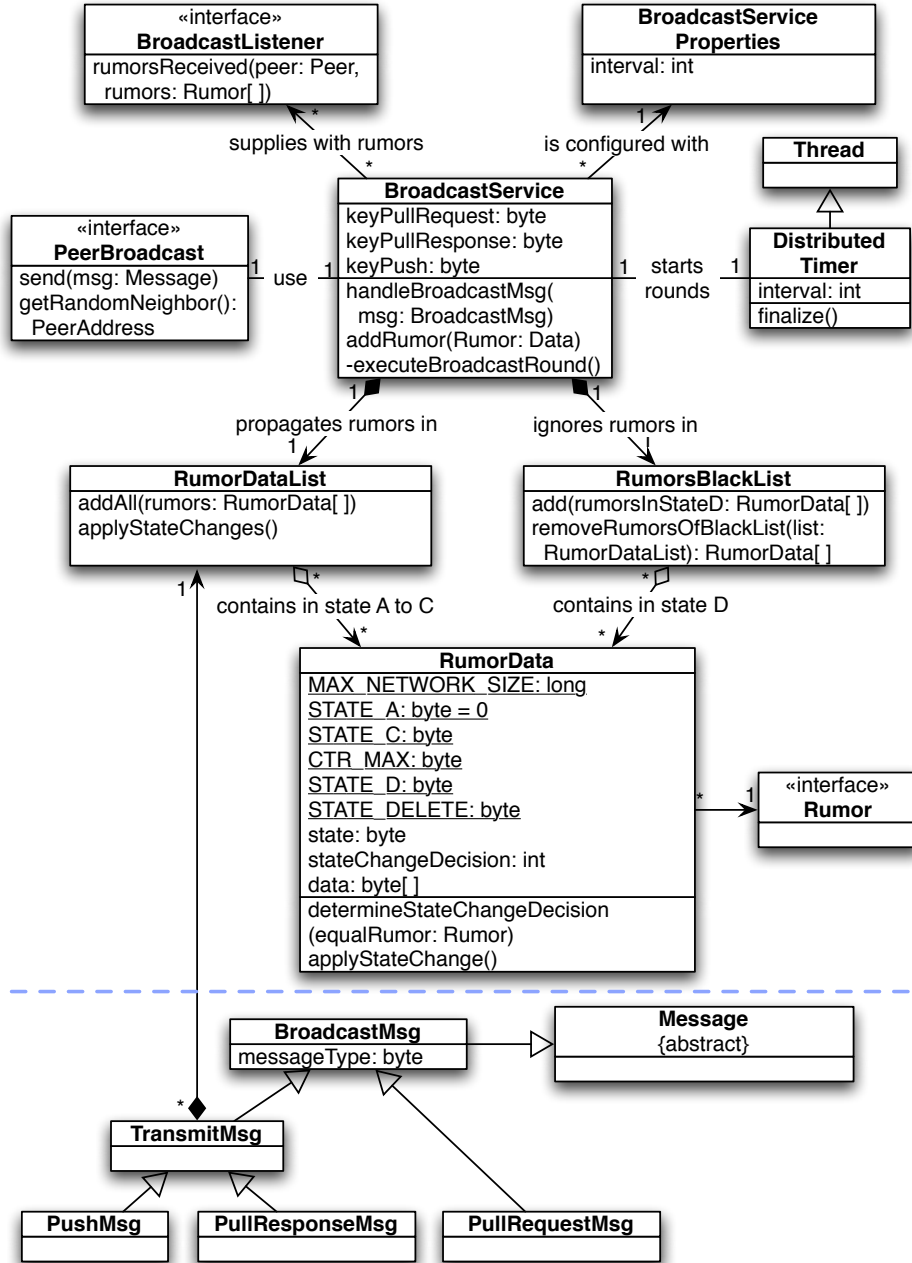 «interface»
BroadcastListener
rumorsReceived(peer: Peer,
rumors: Rumor[ ])
BroadcastService
Properties
interval: int
*
supplies with rumors
*
1
is configured with
*
Thread
«interface»
PeerBroadcast
send(msg: Message)
getRandomNeighbor():
PeerAddress
1 use 1
BroadcastService
keyPullRequest: byte
keyPullResponse: byte
keyPush: byte
handleBroadcastMsg(
msg: BroadcastMsg)
addRumor(Rumor: Data)
-executeBroadcastRound()
1 starts 1
rounds
Distributed
Timer
interval: int
finalize()
1
propagates rumors in
1
1
ignores rumors in
RumorDataList
addAll(rumors: RumorData[ ])
applyStateChanges()
RumorsBlackList
add(rumorsInStateD: RumorData[ ])
removeRumorsOfBlackList(list:
RumorDataList): RumorData[ ]
1
*
contains in state A to C
*
*
contains in state D
*
RumorData
MAX_NETWORK_SIZE: long
STATE_A: byte = 0
STATE_C: byte
CTR_MAX: byte
STATE_D: byte
STATE_DELETE: byte
state: byte
stateChangeDecision: int
data: byte[ ]
determineStateChangeDecision
(equalRumor: Rumor)
applyStateChange()
* 1
«interface»
Rumor
BroadcastMsg
messageType: byte
Message
{abstract}
*
TransmitMsg
PushMsg
PullResponseMsg
PullRequestMsg